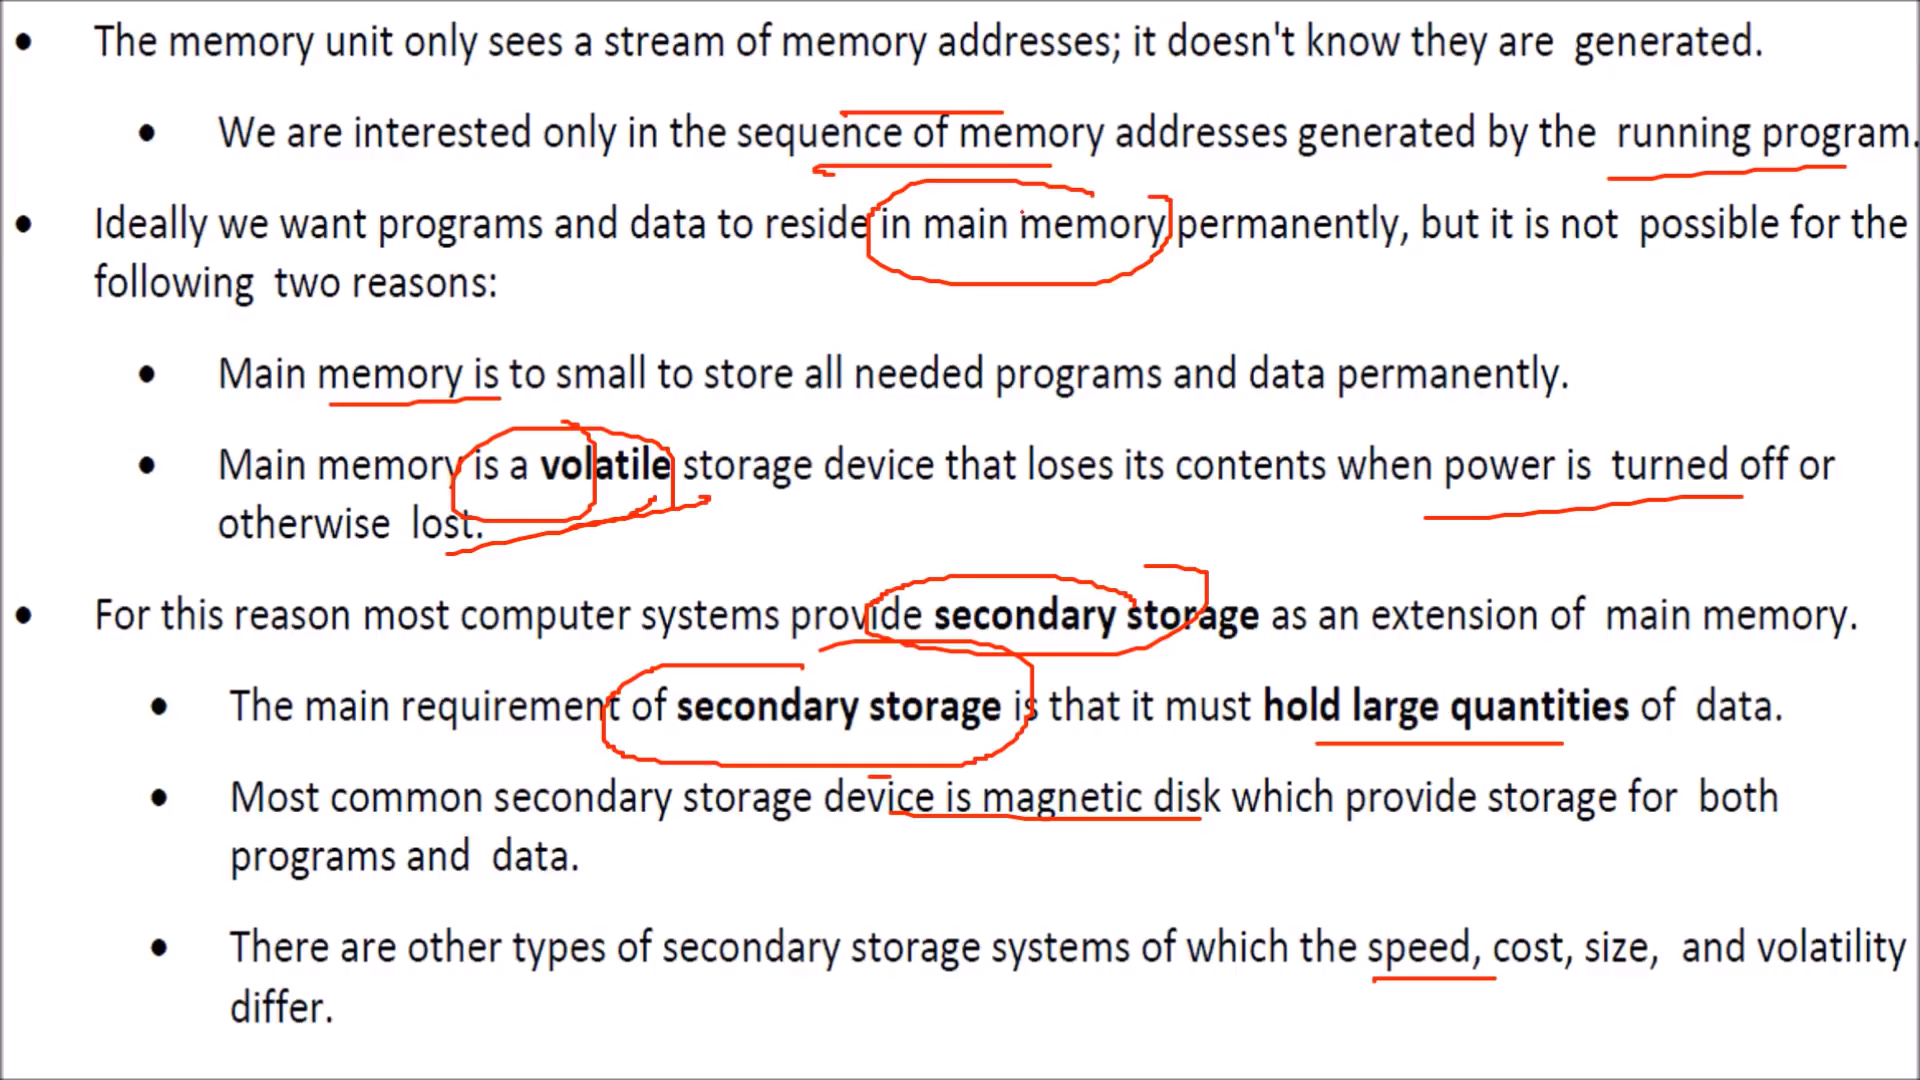 • The memory unit only sees a stream of memory addresses; it doesn't know they are generated.
• We are interested only in the sequence of memory addresses generated by the running program.
• Ideally we want programs and data to reside in main memory permanently, but it is not possible for the
following two reasons:
• Main memory is to small to store all needed programs and data permanently.
• Main memory is a volatile storage device that loses its contents when power is turned off or
otherwise lost.
• For this reason most computer systems provide secondary storage as an extension of main memory.
• The main requirement of secondary storage is that it must hold large quantities of data.
• Most common secondary storage device is magnetic disk which provide storage for both
programs and data.
• There are other types of secondary storage systems of which the speed, cost, size, and volatility
differ.